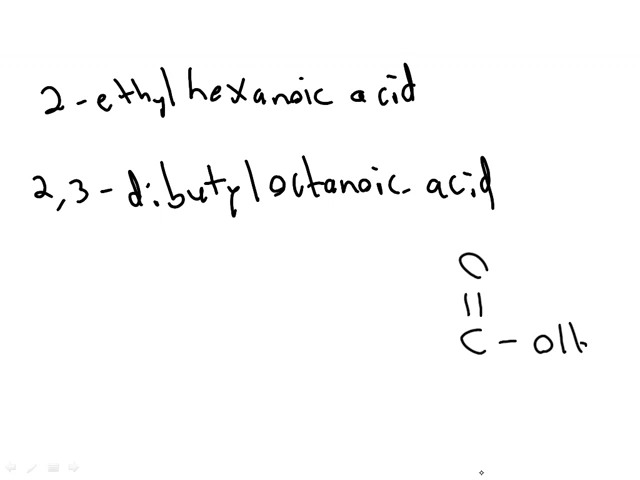 2-ethylhexanoic acid
2,3-dibutyloctanoic acid
O
||
C - OH